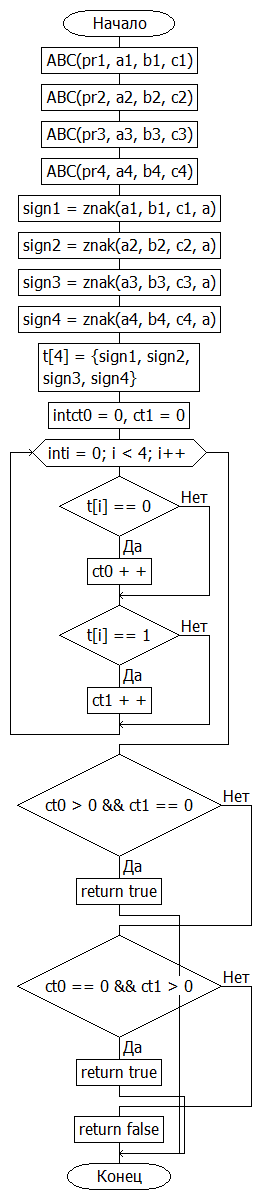 Начало
ABC(pr1, a1, b1, c1)
ABC(pr2, a2, b2, c2)
ABC(pr3, a3, b3, c3)
ABC(pr4, a4, b4, c4)
sign1 = znak(a1, b1, c1, a)
sign2 = znak(a2, b2, c2, a)
sign3 = znak(a3, b3, c3, a)
sign4 = znak(a4, b4, c4, a)
t[4] = {sign1, sign2,
sign3, sign4}
intct0 = 0, ct1 = 0
inti = 0; i < 4; i++
t[i] == 0
Нет
Да
ct0 + +
t[i] == 1
Нет
Да
ct1 + +
ct0 > 0 && ct1 == 0
Нет
Да
return true
ct0 == 0 && ct1 > 0
Нет
Да
return true
return false
Конец